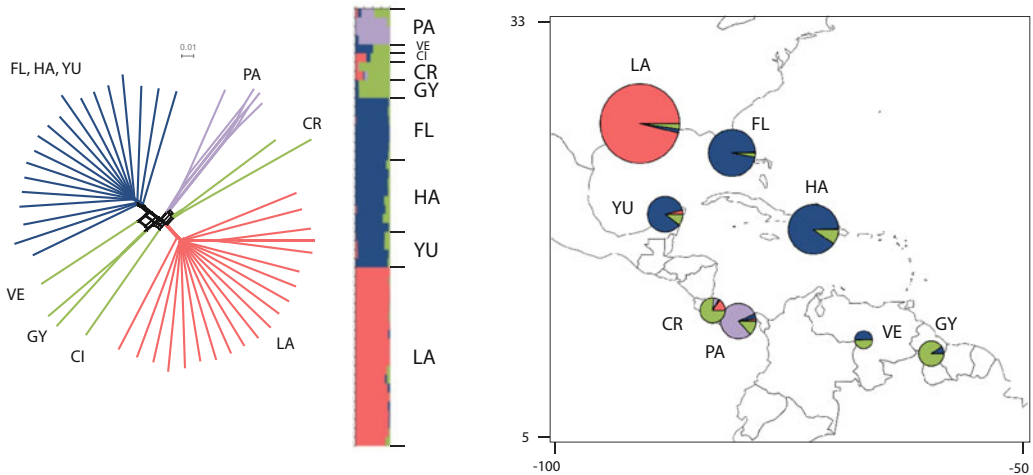 0.01
FL, HA, YU
PA
CR
VE
GY
CI
LA
PA
VE
CI
CR
GY
FL
HA
YU
LA
33
LA
FL
YU
HA
CR
PA
VE
GY
5
-100
-50